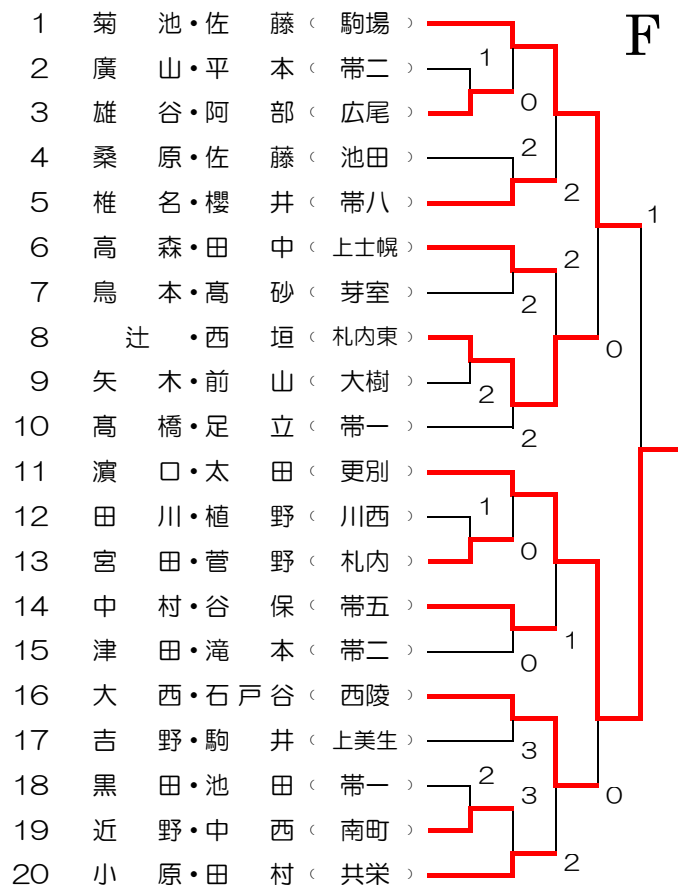 F
1 菊池・佐藤（駒場）
2 廣山・平本（帯二） 1
3 雄谷・阿部（広尾） 0
4 桑原・佐藤（池田） 2
5 椎名・櫻井（帯八） 2 1
6 高森・田中（上士幌） 2
7 鳥本・髙砂（芽室） 2
8 辻・西垣（札内東） 0
9 矢木・前山（大樹） 2
10 髙橋・足立（帯一） 2
11 濵口・太田（更別）
12 田川・植野（川西） 1
13 宮田・菅野（札内） 0
14 中村・谷保（帯五） 1
15 津田・滝本（帯二） 0
16 大西・石戸谷（西陵）
17 吉野・駒井（上美生） 3
18 黒田・池田（帯一） 2 3 0
19 近野・中西（南町）
20 小原・田村（共栄） 2